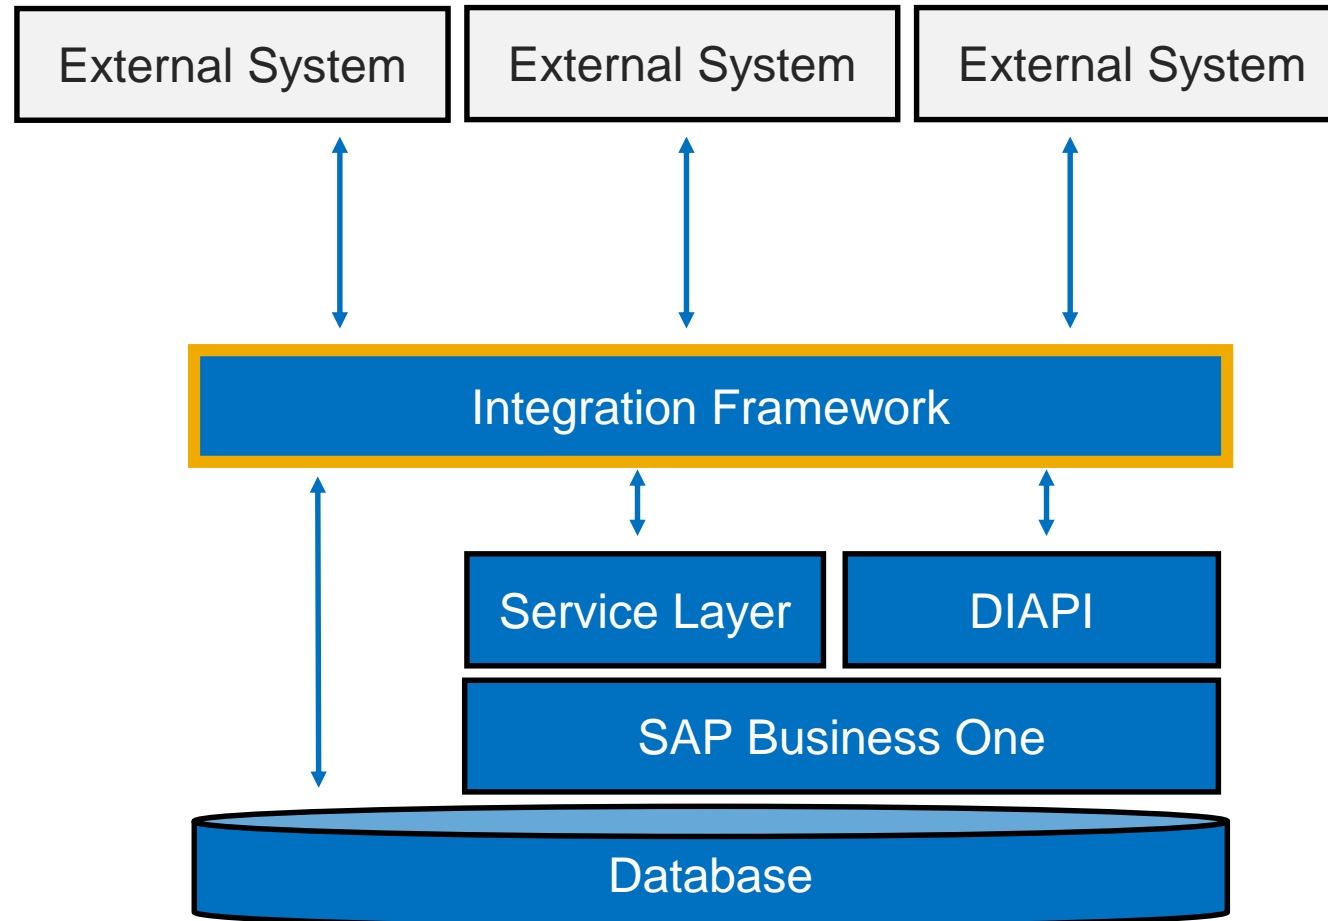 External System
External System
External System
Integration Framework
Service Layer
DIAPI
SAP Business One
Database